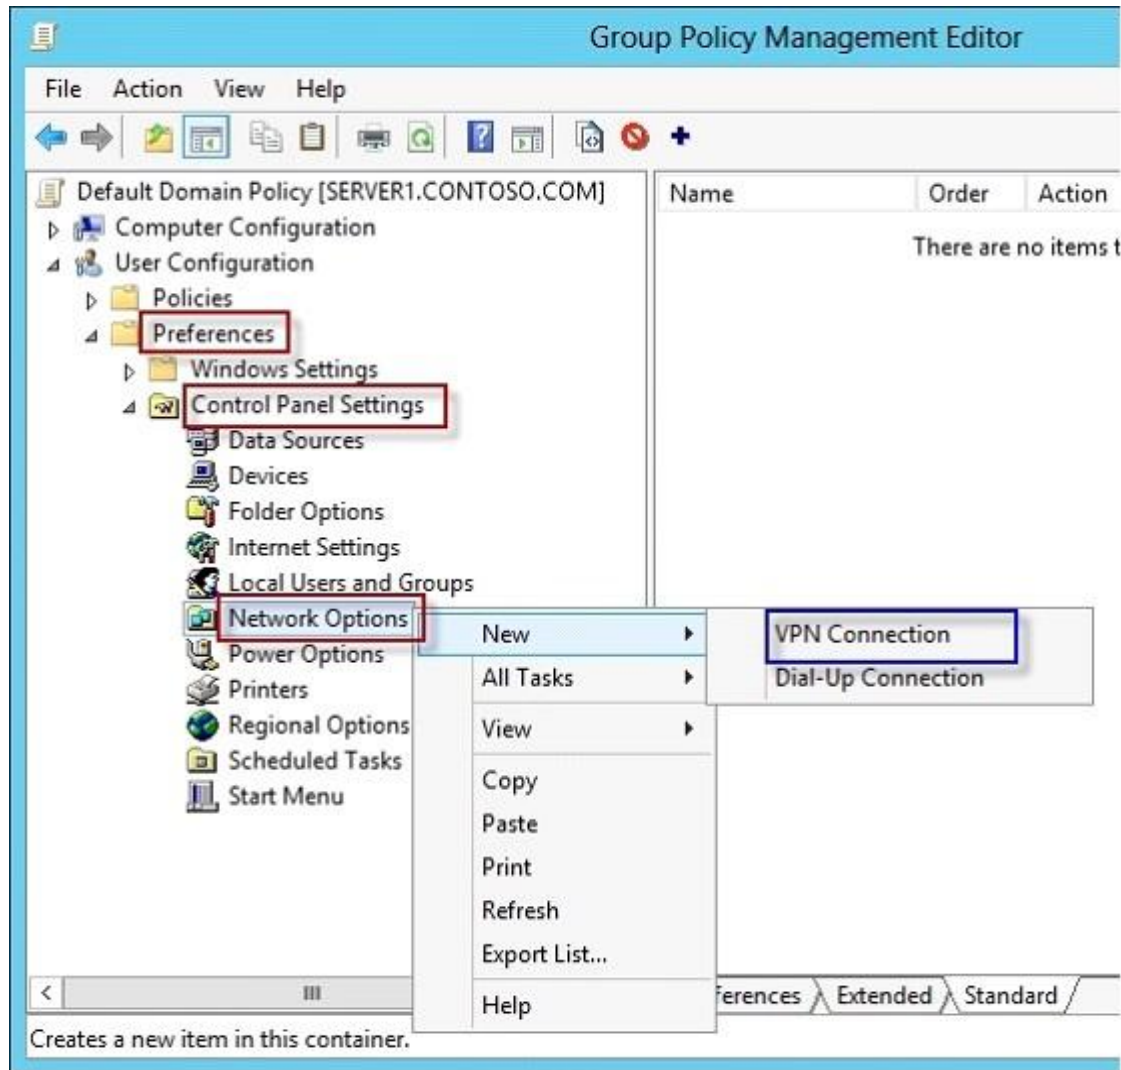 Group Policy Management Editor
File Action View Help
Default Domain Policy [SERVER1.CONTOSO.COM]
Computer Configuration
User Configuration
Policies
Preferences
Windows Settings
Control Panel Settings
Data Sources
Devices
Folder Options
Internet Settings
Local Users and Groups
Network Options
Power Options
Printers
Regional Options
Scheduled Tasks
Start Menu
Name Order Action
There are no items t
New
All Tasks
View
Copy
Paste
Print
Refresh
Export List...
Help
VPN Connection
Dial-Up Connection
ferences Extended Standard
Creates a new item in this container.